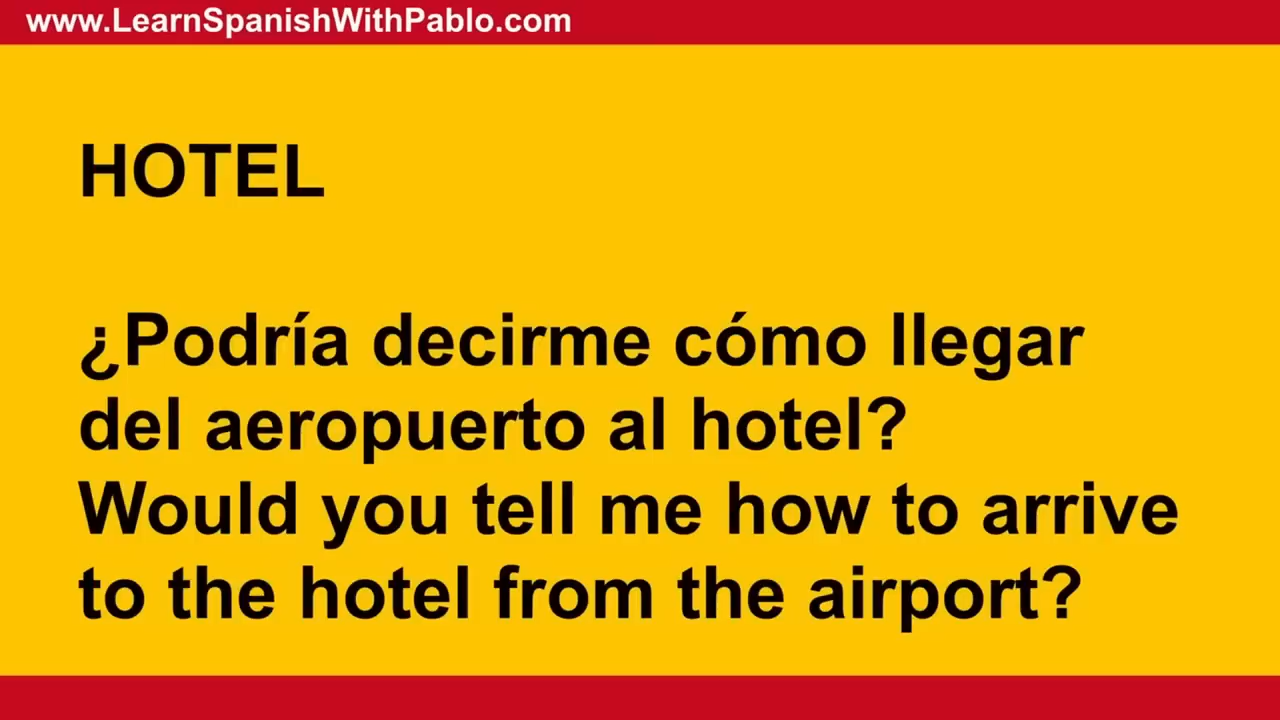 www.LearnSpanishWithPablo.com
HOTEL
¿Podría decirme cómo llegar
del aeropuerto al hotel?
Would you tell me how to arrive
to the hotel from the airport?